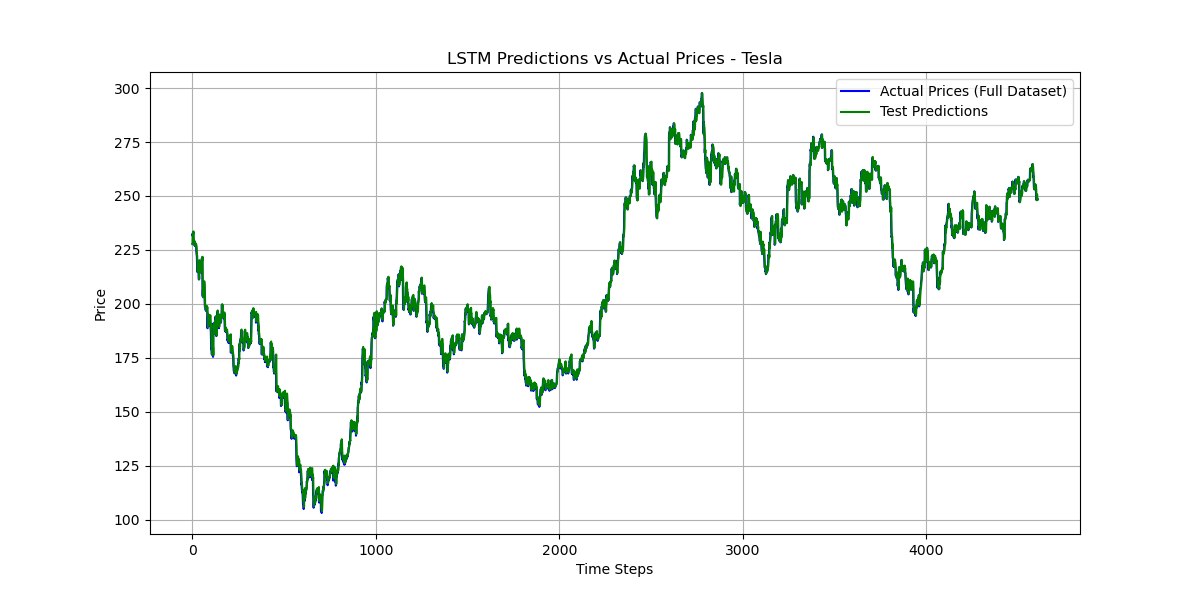 LSTM Predictions vs Actual Prices - Tesla
Actual Prices (Full Dataset)
Test Predictions
Price
300
275
250
225
200
175
150
125
100
0
1000
2000
3000
4000
Time Steps